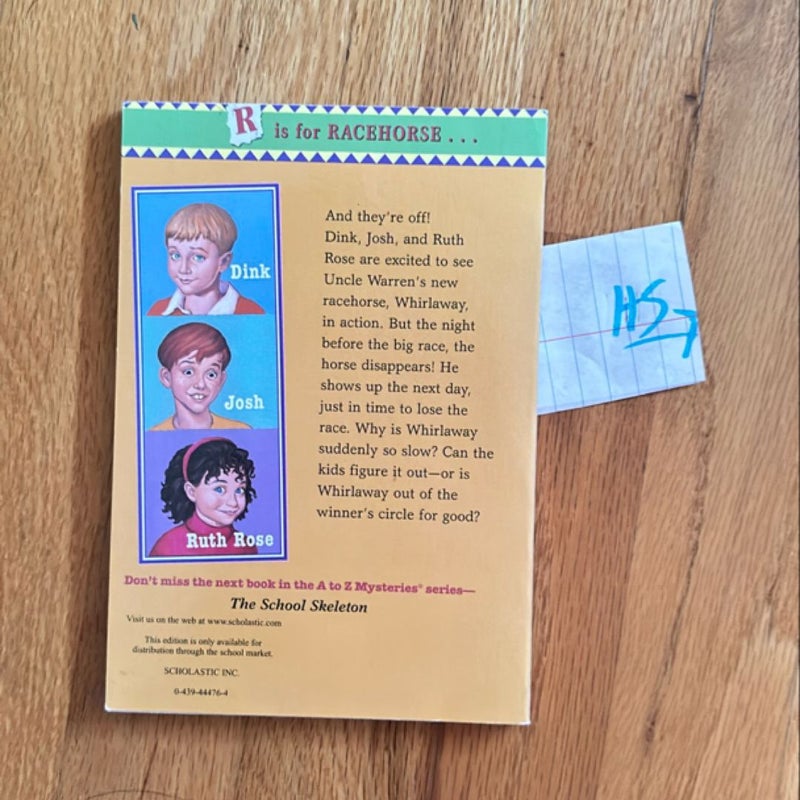 R is for RACEHORSE . . .
Dink
Josh
Ruth Rose
And they're off!
Dink, Josh, and Ruth
Rose are excited to see
Uncle Warren's new
racehorse, Whirlaway,
in action. But the night
before the big race, the
horse disappears! He
shows up the next day,
just in time to lose the
race. Why is Whirlaway
suddenly so slow? Can the
kids figure it out—or is
Whirlaway out of the
winner's circle for good?
Don't miss the next book in the A to Z Mysteries® series—
The School Skeleton
Visit us on the web at www.scholastic.com
This edition is only available for
distribution through the school market.
SCHOLASTIC INC.
0-439-44476-4